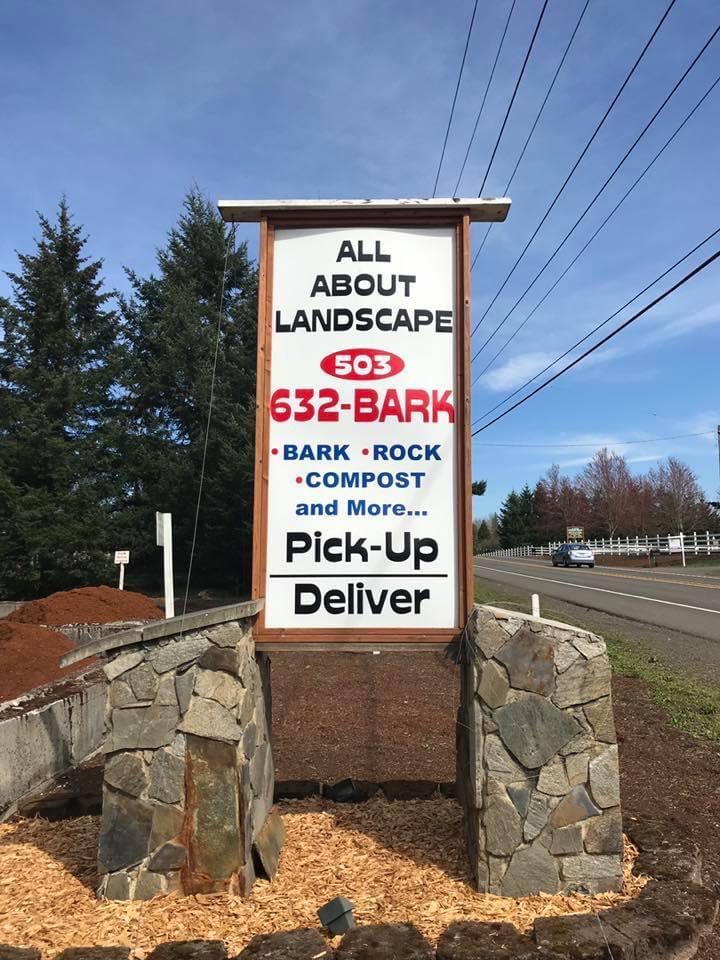 ALL
ABOUT
LANDSCAPE
503
632-BARK
• BARK • ROCK
• COMPOST
and More...
Pick-Up
Deliver